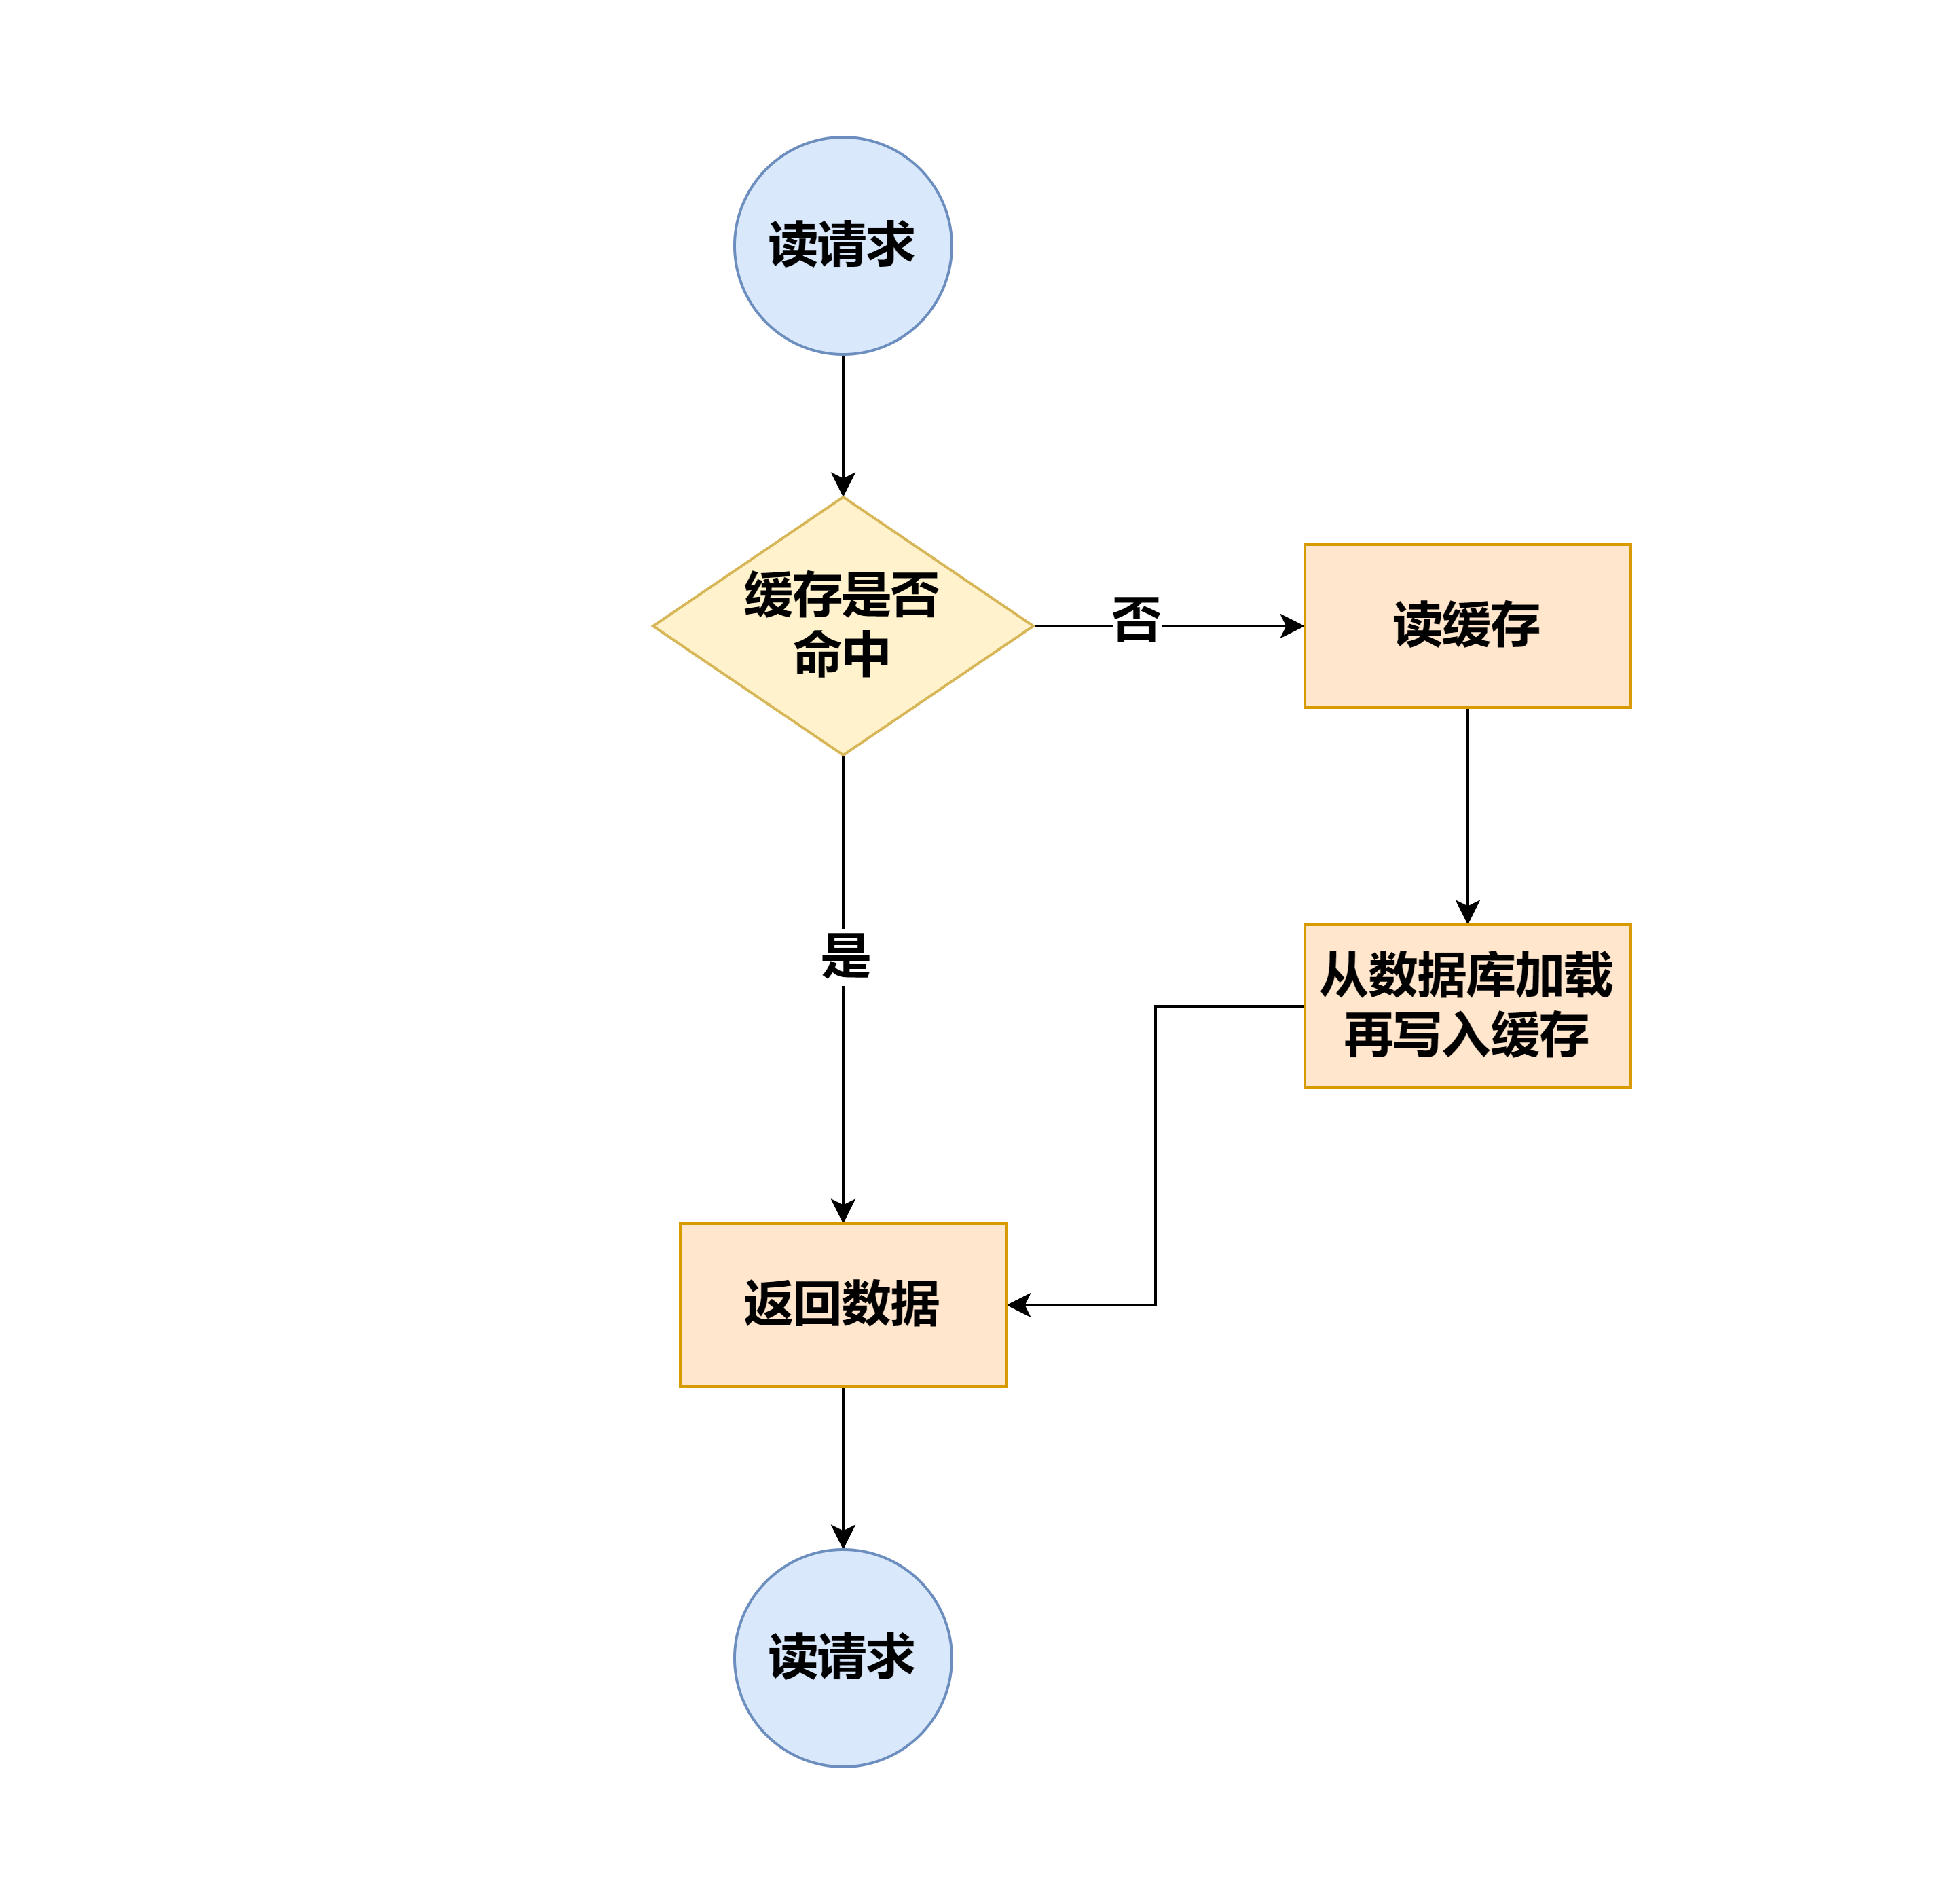 读请求
缓存是否
命中
否
读缓存
是
从数据库加载
再写入缓存
返回数据
读请求